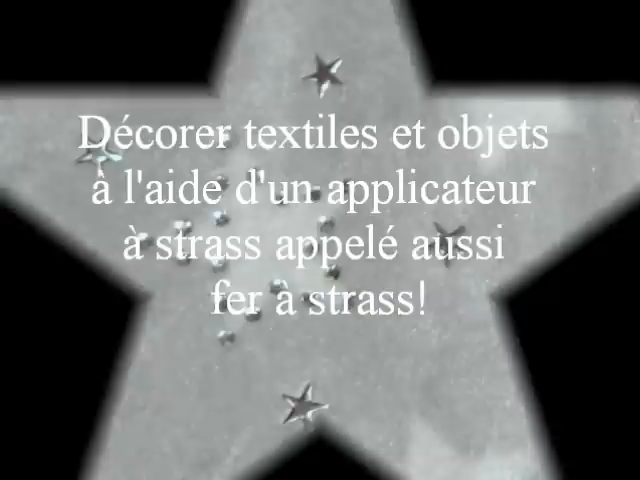 Décorer textiles et objets
à l'aide d'un applicateur
à strass appelé aussi
fer à strass!